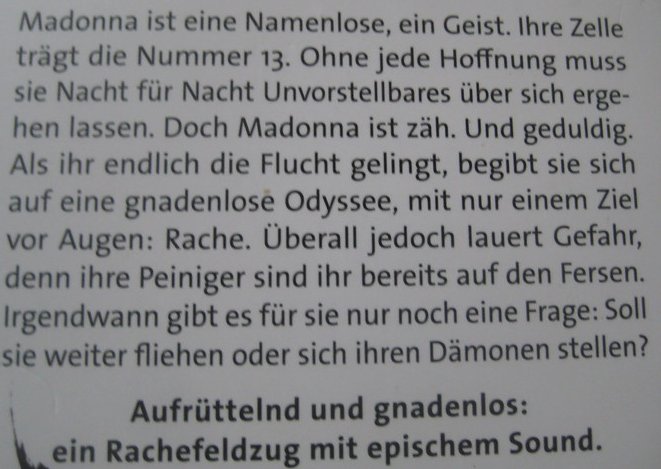 Madonna ist eine Namenlose, ein Geist. Ihre Zelle
trägt die Nummer 13. Ohne jede Hoffnung muss
sie Nacht für Nacht Unvorstellbares über sich erge-
hen lassen. Doch Madonna ist zäh. Und geduldig.
Als ihr endlich die Flucht gelingt, begibt sie sich
auf eine gnadenlose Odyssee, mit nur einem Ziel
vor Augen: Rache. Überall jedoch lauert Gefahr,
denn ihre Peiniger sind ihr bereits auf den Fersen.
Irgendwann gibt es für sie nur noch eine Frage: Soll
sie weiter fliehen oder sich ihren Dämonen stellen?
Aufrüttelnd und gnadenlos:
ein Rachefeldzug mit epischem Sound.